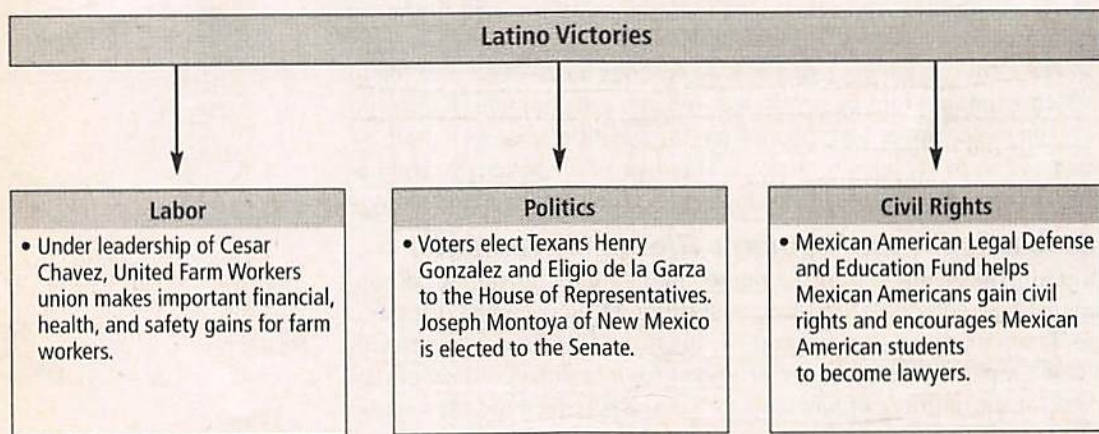 Latino Victories
Labor
• Under leadership of Cesar
Chavez, United Farm Workers
union makes important financial,
health, and safety gains for farm
workers.
Politics
• Voters elect Texans Henry
Gonzalez and Eligio de la Garza
to the House of Representatives.
Joseph Montoya of New Mexico
is elected to the Senate.
Civil Rights
• Mexican American Legal Defense
and Education Fund helps
Mexican Americans gain civil
rights and encourages Mexican
American students
to become lawyers.